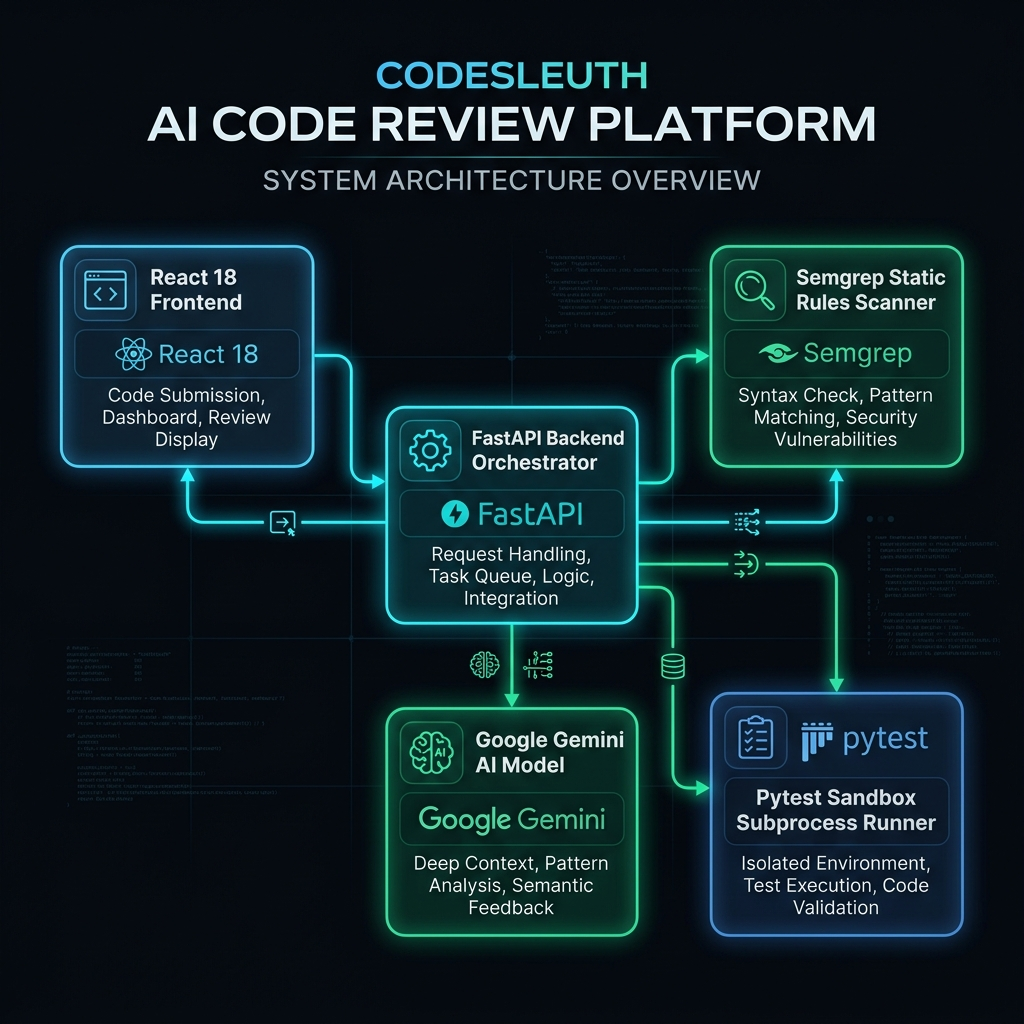 CODESLEUTH
AI CODE REVIEW PLATFORM
SYSTEM ARCHITECTURE OVERVIEW
React 18
Frontend
React 18
Code Submission,
Dashboard, Review
Display
Semgrep Static
Rules Scanner
Semgrep
Syntax Check, Pattern
Matching, Security
Vulnerabilities
FastAPI Backend
Orchestrator
FastAPI
Request Handling,
Task Queue, Logic,
Integration
Google Gemini
AI Model
AI
Google Gemini
Deep Context, Pattern
Analysis, Semantic
Feedback
pytest
Pytest Sandbox
Subprocess Runner
Isolated Environment,
Test Execution, Code
Validation